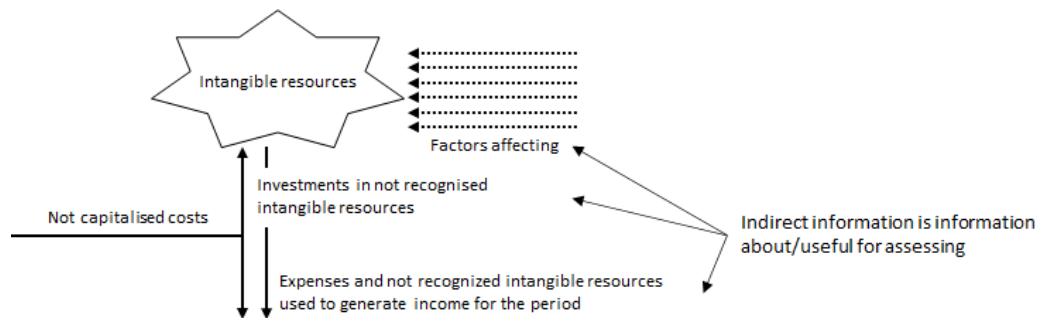 Intangible resources
Factors affecting
Investments in not recognised
intangible resources
Not capitalised costs
Indirect information is information
about/useful for assessing
Expenses and not recognized intangible resources
used to generate income for the period